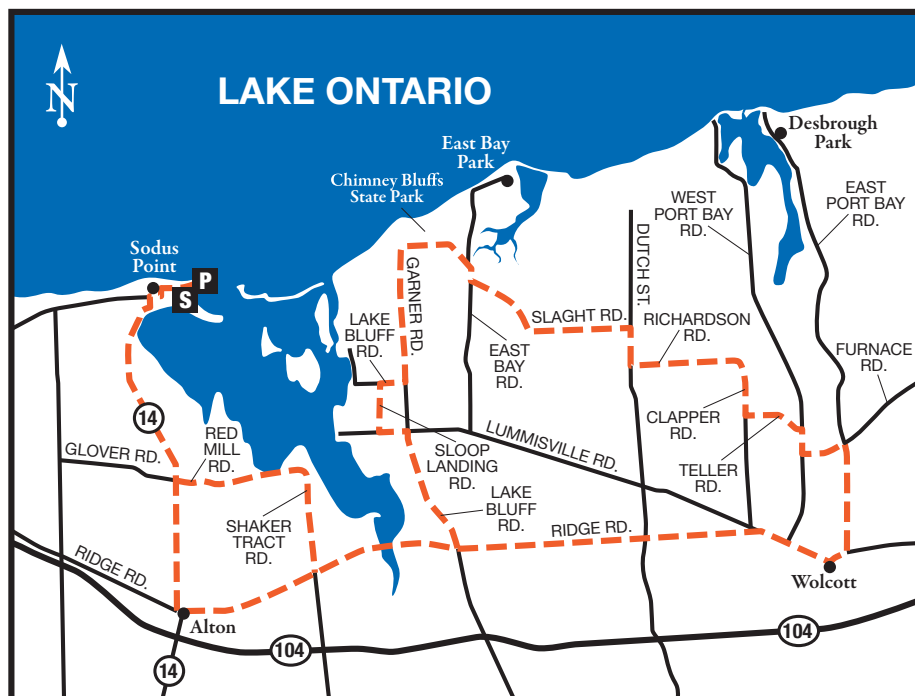 N
LAKE ONTARIO
Desbrough
Park
East Bay
Park
Chimney Bluffs
State Park
WEST
PORT BAY
RD.
EAST
PORT BAY
RD.
Sodus
Point
P
S
GARNER RD.
DUTCH ST.
SLAGHT RD.
RICHARDSON
RD.
LAKE
BLUFF
RD.
EAST
BAY
RD.
FURNACE
RD.
14
CLAPPER
RD.
RED
MILL
RD.
GLOVER RD.
SLOOP
LANDING
RD.
LUMMISVILLE RD.
TELLER
RD.
SHAKER
TRACT
RD.
LAKE
BLUFF
RD.
RIDGE RD.
RIDGE RD.
Wolcott
Alton
104
104
14